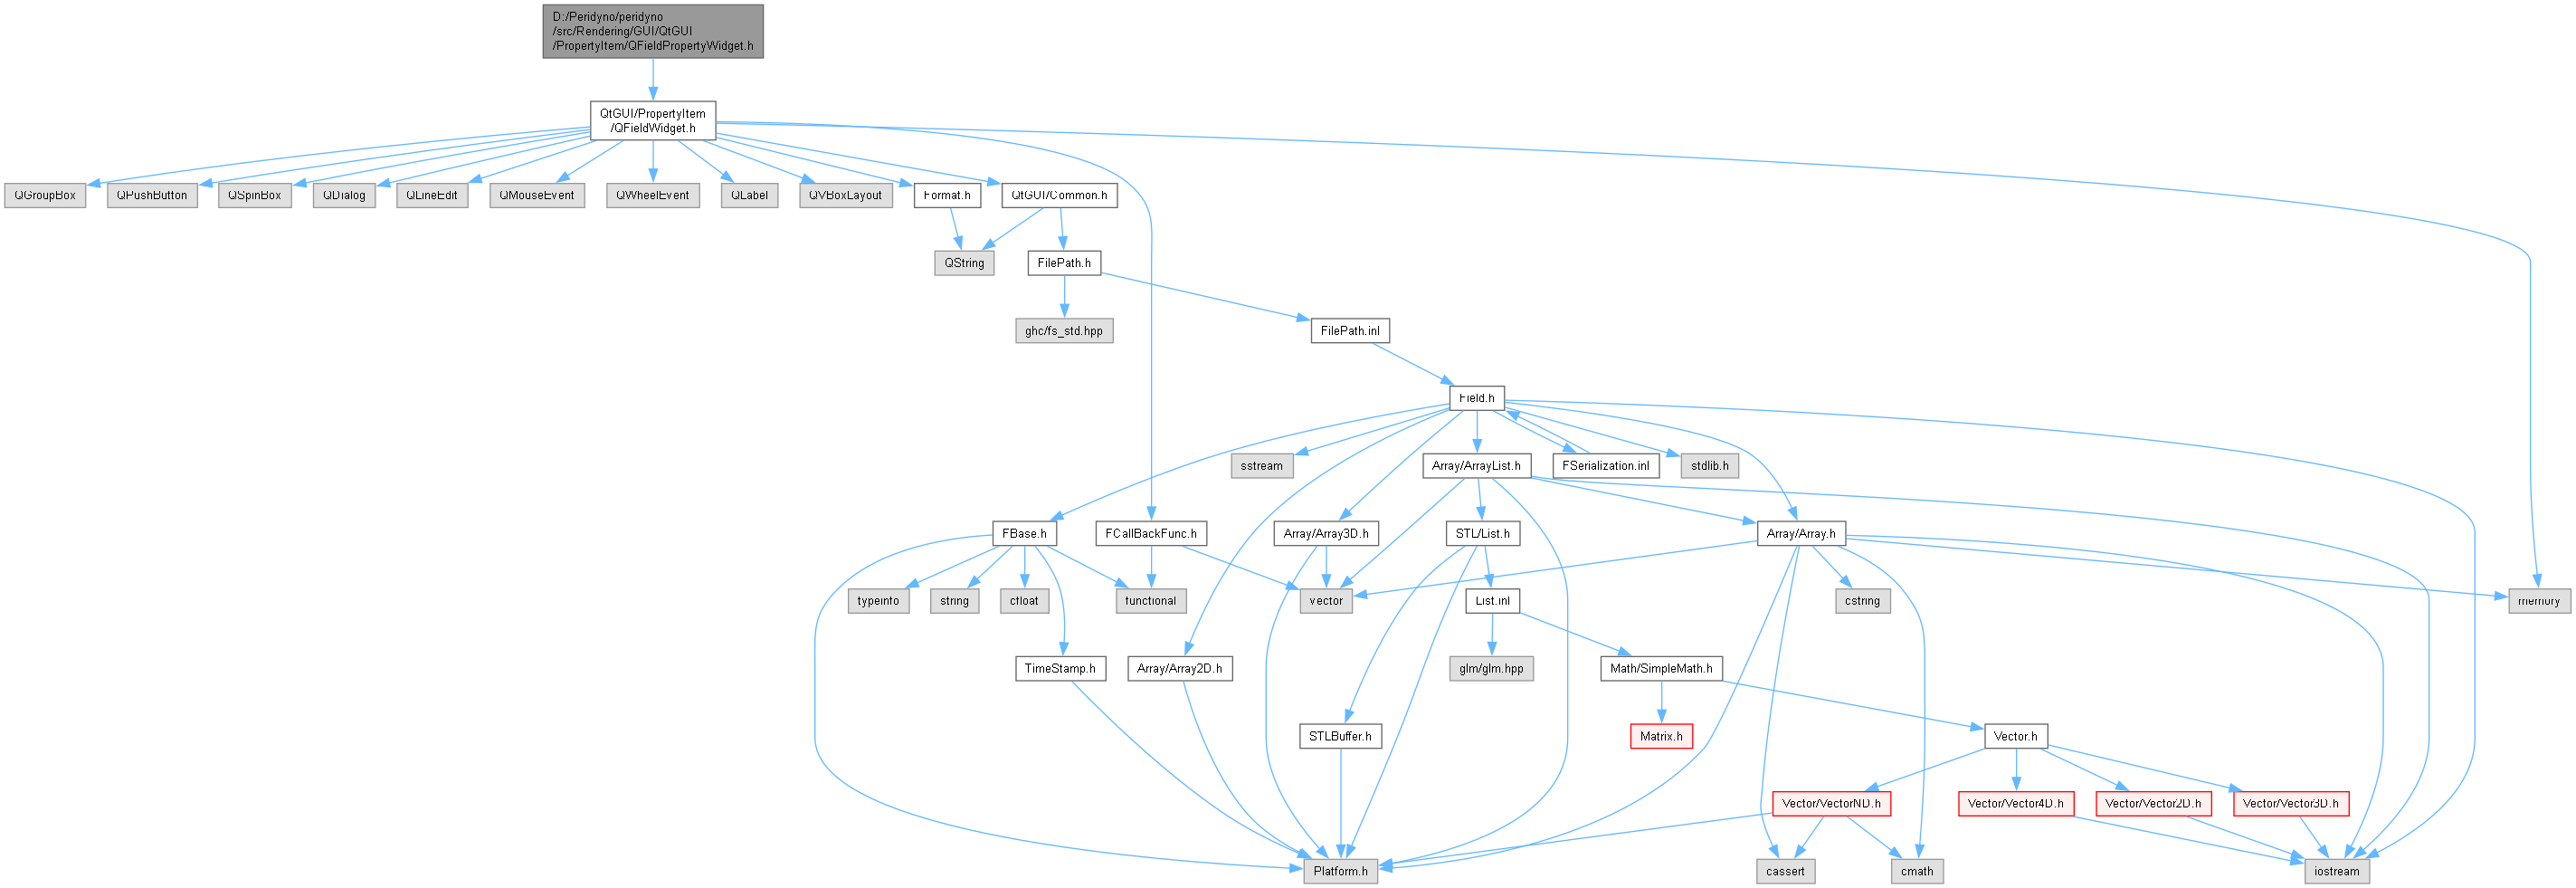 D:/Peridyno/peridyno
/src/Rendering/GUI/QtGUI
/PropertyItem/QFieldPropertyWidget.h
QtGUI/PropertyItem
/QFieldWidget.h
QGroupBox
QPushButton
QSpinBox
QDialog
QLineEdit
QMouseEvent
QWheelEvent
QLabel
QVBoxLayout
Format.h
QtGUI/Common.h
QString
FilePath.h
ghc/fs_std.hpp
FilePath.inl
Field.h
sstream
Array/ArrayList.h
FSerialization.inl
stdlib.h
FBase.h
FCallBackFunc.h
Array/Array3D.h
STL/List.h
Array/Array.h
typeinfo
string
cfloat
functional
vector
List.inl
cstring
memory
TimeStamp.h
Array/Array2D.h
glm/glm.hpp
Math/SimpleMath.h
STLBuffer.h
Matrix.h
Vector.h
Vector/VectorND.h
Vector/Vector4D.h
Vector/Vector2D.h
Vector/Vector3D.h
Platform.h
cassert
cmath
iostream